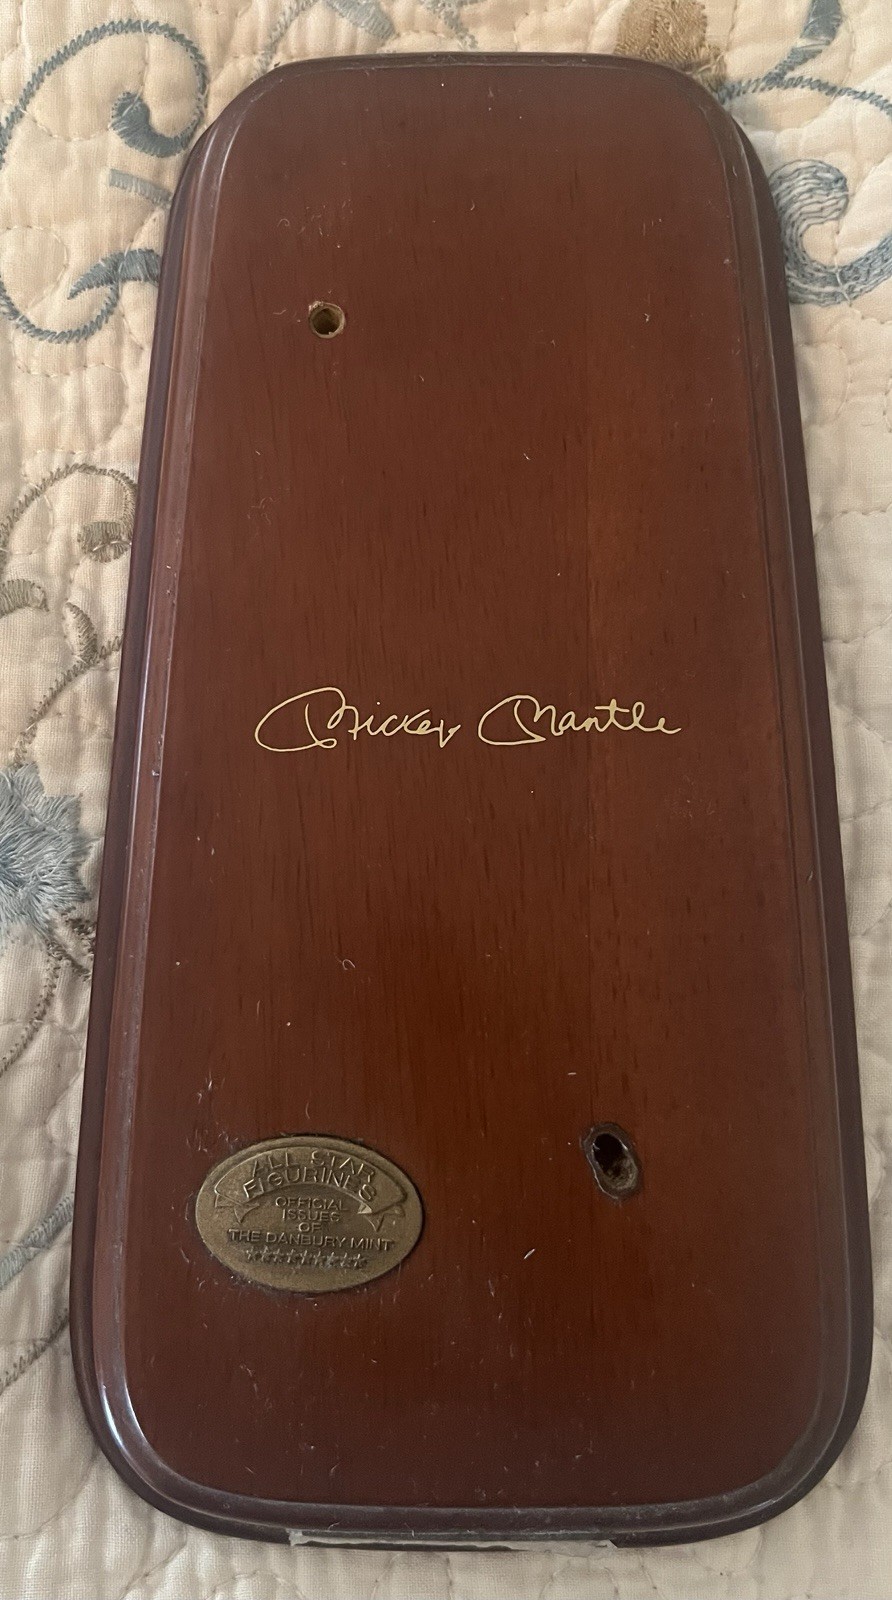 Mickey Mantle
ALL STAR
FIGURINES
OFFICIAL
ISSUES
OF
THE DANBURY MINT